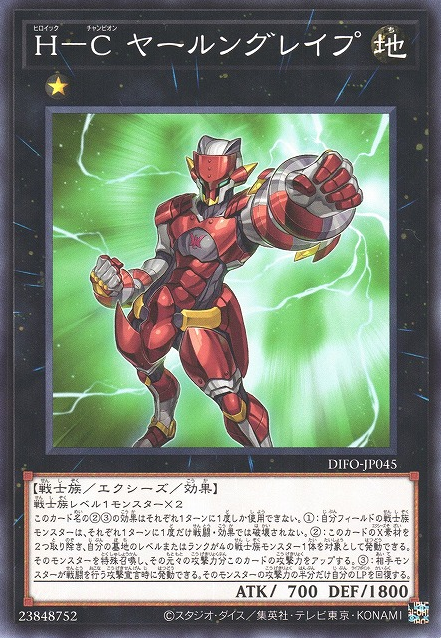 ヒロイック チャンピオン
H-C ヤールングレイプ 地
DIFO-JP045
【戦士族/エクシーズ/効果】
戦士族レベル1モンスター×2
このカード名の②③の効果はそれぞれ1ターンに1度しか使用できない。①:自分フィールドの戦士族
モンスターは、それぞれ1ターンに1度だけ戦闘・効果では破壊されない。②:このカードのX素材を
2つ取り除き、自分の墓地のレベルまたはランクが4の戦士族モンスター1体を対象として発動できる。
そのモンスターを特殊召喚し、その元々の攻撃力分このカードの攻撃力をアップする。③:相手モン
スターが戦闘を行う攻撃宣言時に発動できる。そのモンスターの攻撃力の半分だけ自分のLPを回復する。
ATK/ 700 DEF/1800
23848752
©スタジオ・ダイス/集英社・テレビ東京・KONAMI